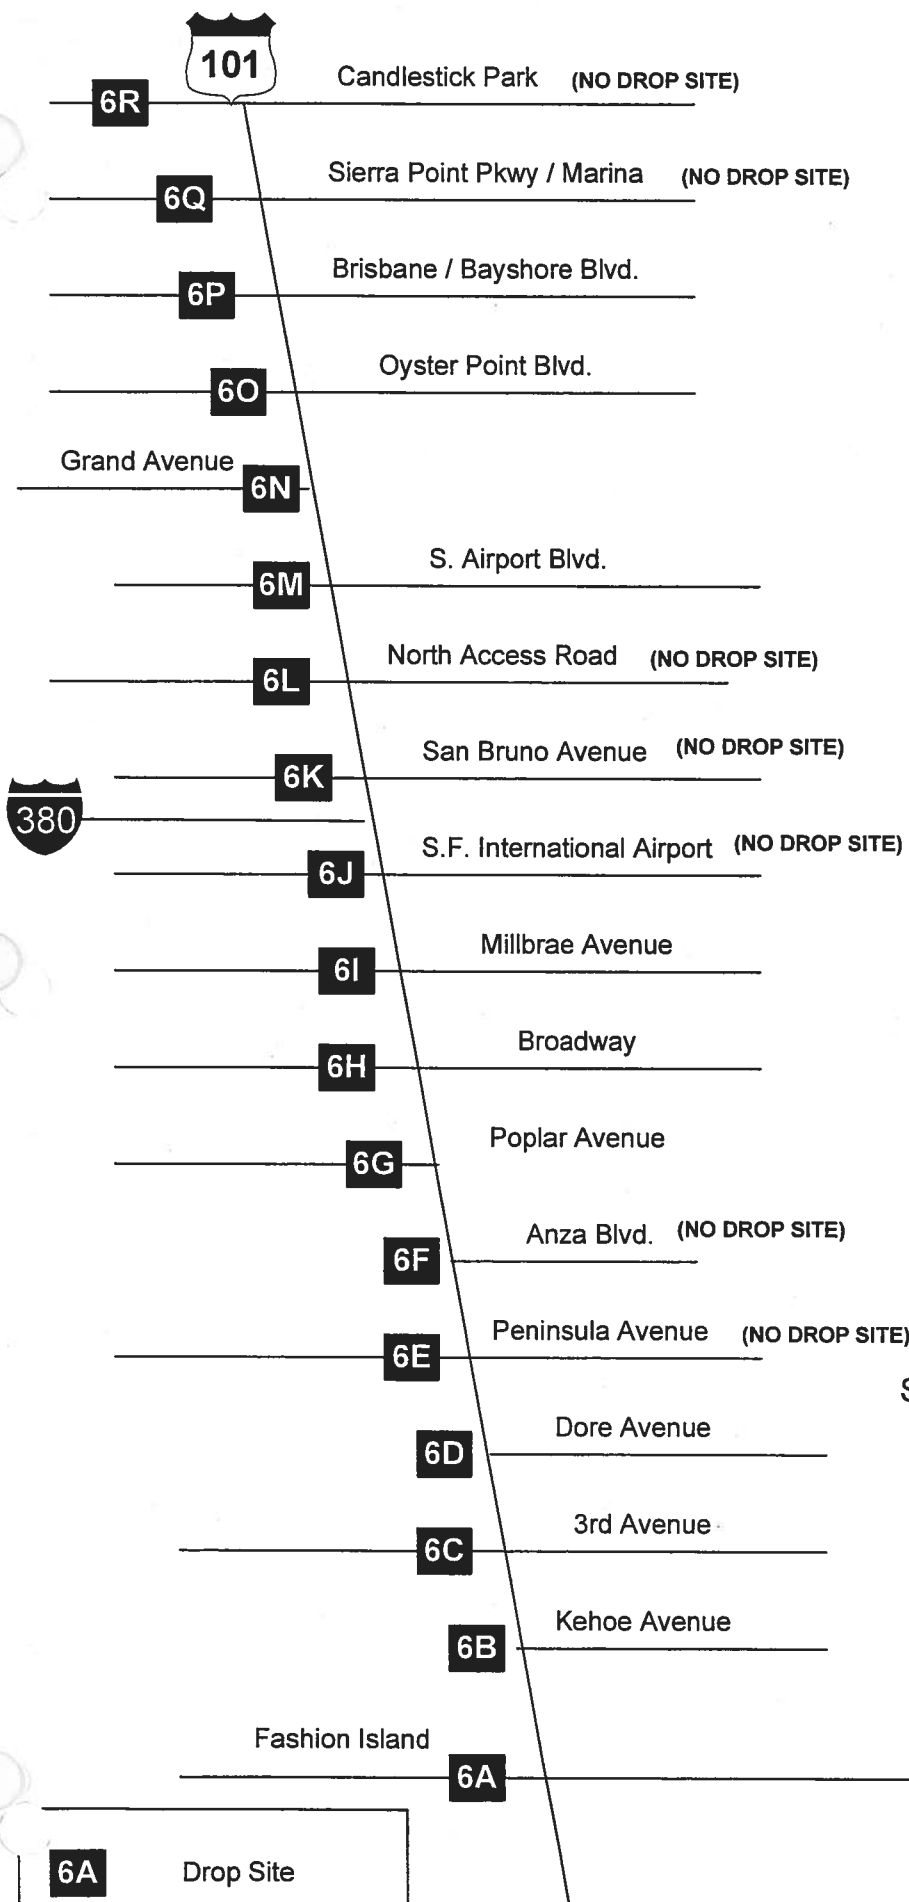 101
6R Candlestick Park (NO DROP SITE)
6Q Sierra Point Pkwy / Marina (NO DROP SITE)
6P Brisbane / Bayshore Blvd.
6O Oyster Point Blvd.
Grand Avenue 6N
6M S. Airport Blvd.
6L North Access Road (NO DROP SITE)
6K San Bruno Avenue (NO DROP SITE)
380
6J S.F. International Airport (NO DROP SITE)
6I Millbrae Avenue
6H Broadway
6G Poplar Avenue
6F Anza Blvd. (NO DROP SITE)
6E Peninsula Avenue (NO DROP SITE)
S
6D Dore Avenue
6C 3rd Avenue
6B Kehoe Avenue
Fashion Island 6A
6A Drop Site